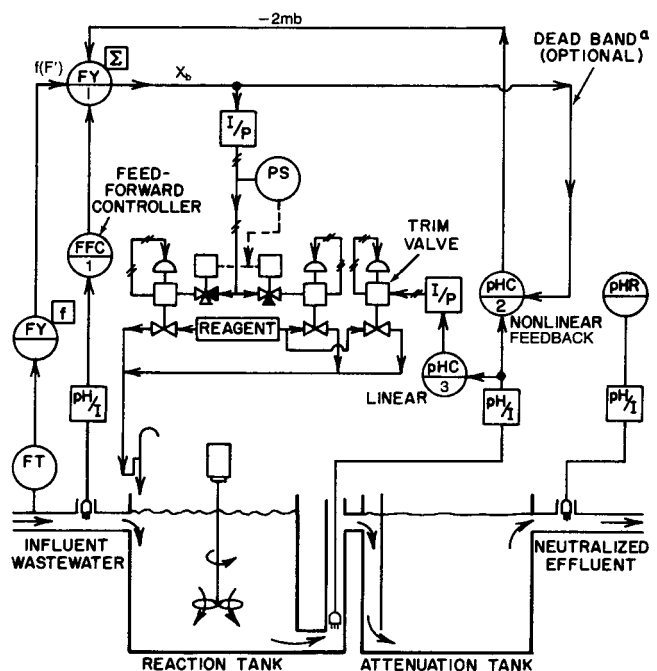 -2mb
DEAD BAND a
(OPTIONAL)
f(F')
Σ
FY
1
Xb
I/P
FEED-
FORWARD
CONTROLLER
PS
TRIM
VALVE
FFC
1
I/P
pHC
2
pHR
FY
f
REAGENT
NONLINEAR
FEEDBACK
pHC
3
LINEAR
pH/I
pH/I
pH/I
FT
INFLUENT
WASTEWATER
NEUTRALIZED
EFFLUENT
REACTION TANK
ATTENUATION TANK